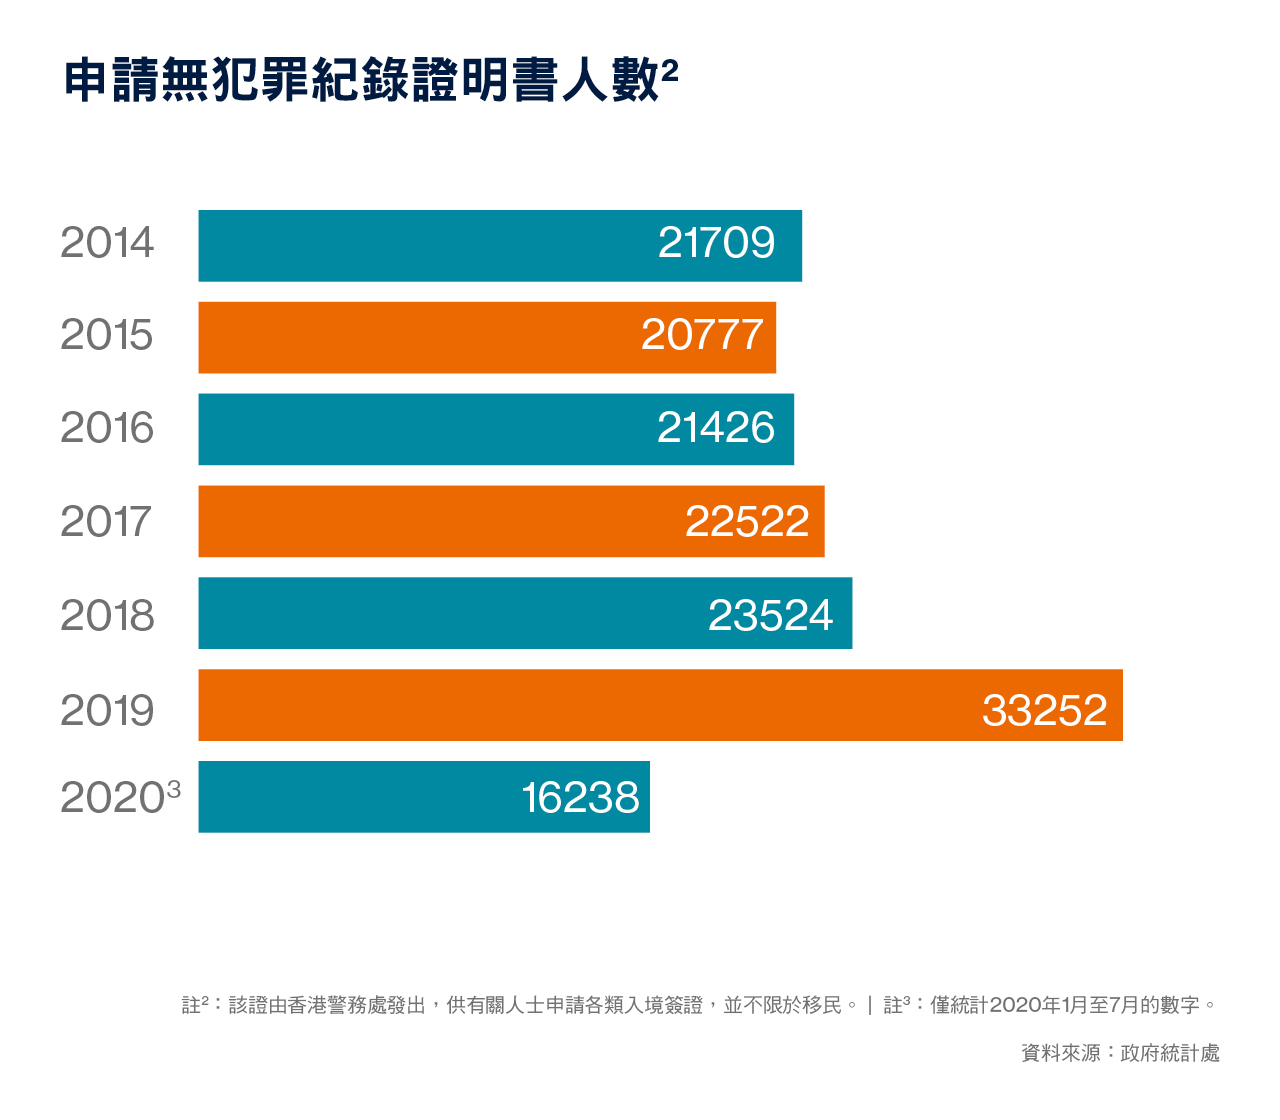 申請無犯罪紀錄證明書人數²
2014 21709
2015 20777
2016 21426
2017 22522
2018 23524
2019 33252
2020³ 16238
註²：該證由香港警務處發出，供有關人士申請各類入境簽證，並不限於移民。 | 註³：僅統計2020年1月至7月的數字。
資料來源：政府統計處